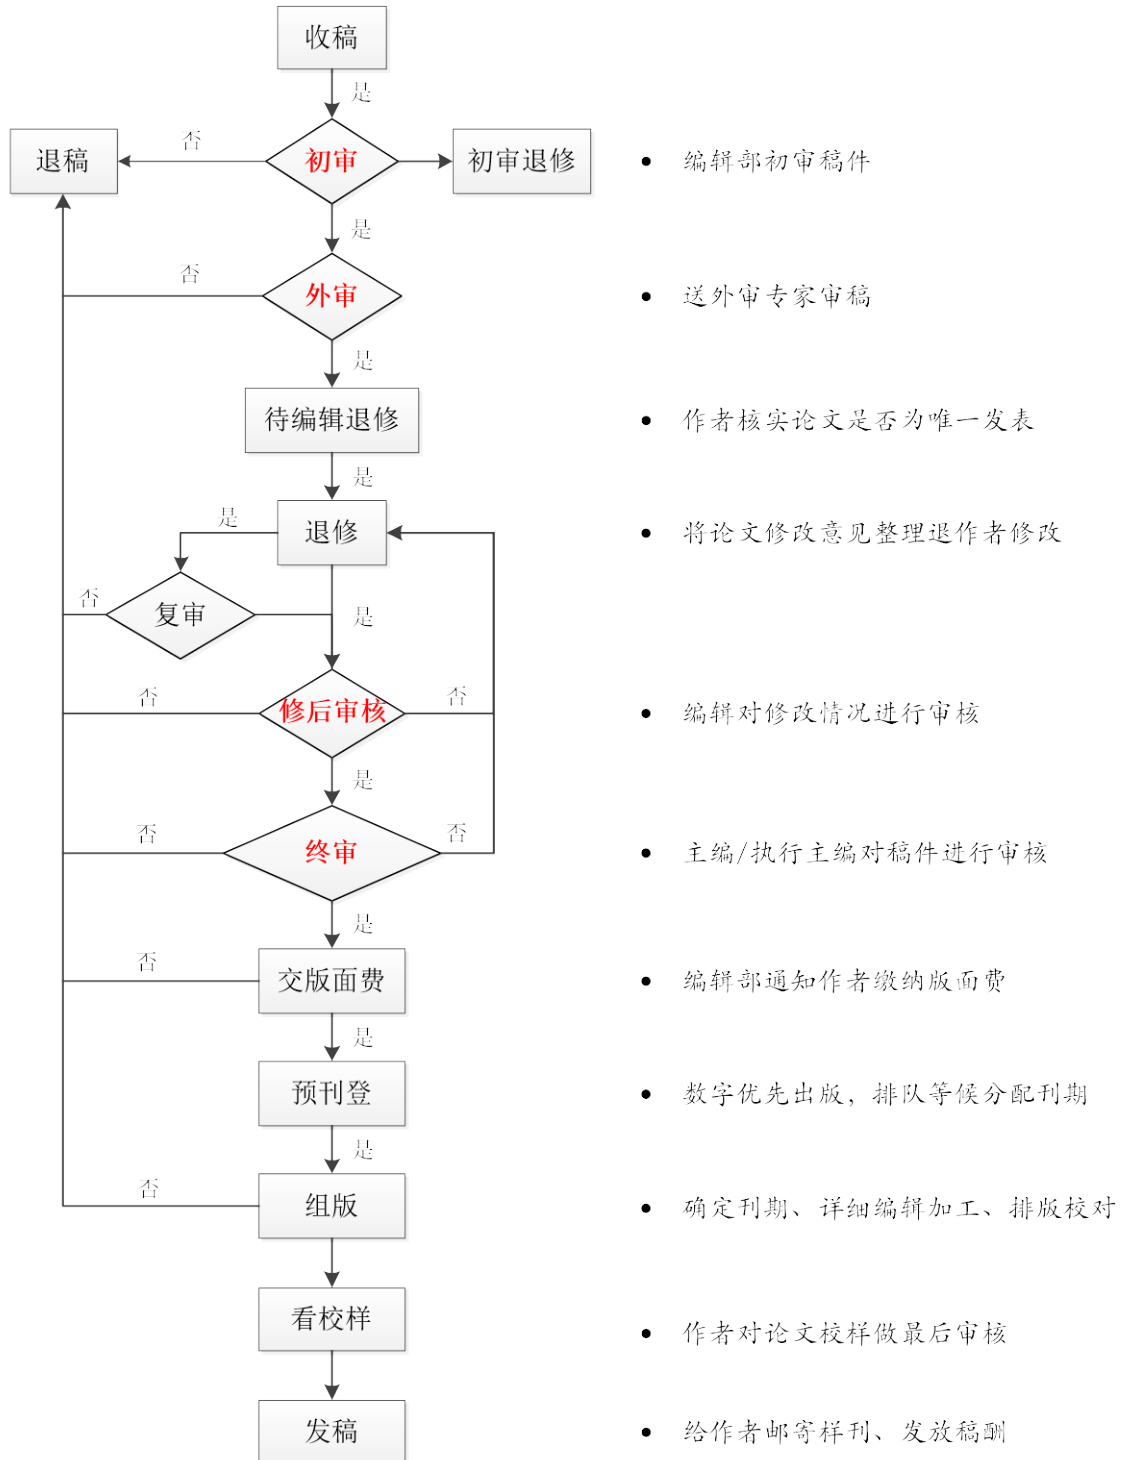 收稿
是
退稿
否
初审
初审退修
编辑部初审稿件
是
否
外审
送外审专家审稿
是
待编辑退修
作者核实论文是否为唯一发表
是
是
退修
将论文修改意见整理退作者修改
否
复审
是
否
修后审核
否
编辑对修改情况进行审核
是
否
终审
否
主编/执行主编对稿件进行审核
是
否
交版面费
编辑部通知作者缴纳版面费
是
预刊登
数字优先出版，排队等候分配刊期
是
否
组版
确定刊期、详细编辑加工、排版校对
看校样
作者对论文校样做最后审核
发稿
给作者邮寄样刊、发放稿酬